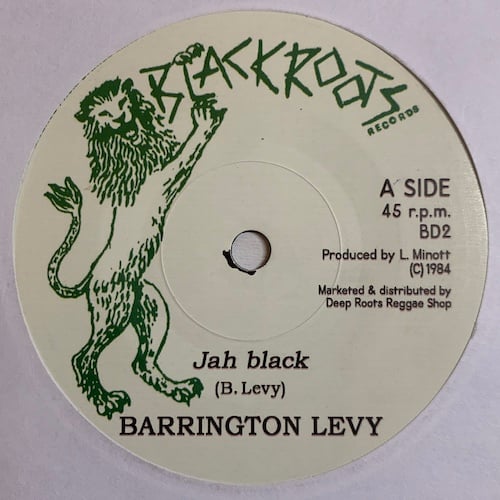 BLACKROOTS
RECORDS
A SIDE
45 r.p.m.
BD2
Produced by L. Minott
(C)1984
Marketed & distributed by
Deep Roots Reggae Shop
Jah black
(B. Levy)
BARRINGTON LEVY